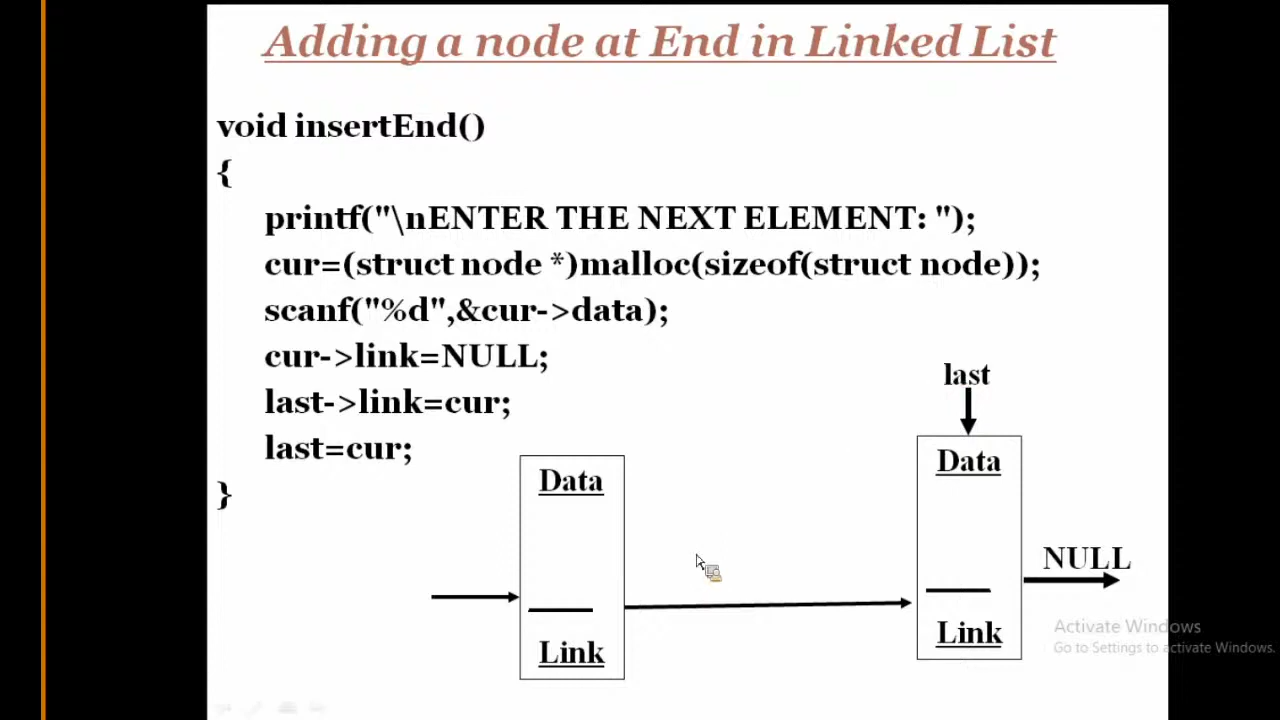 Adding a node at End in Linked List
void insertEnd()
{
printf("\nENTER THE NEXT ELEMENT: ");
cur=(struct node *)malloc(sizeof(struct node));
scanf("%d",&cur->data);
cur->link=NULL;
last->link=cur;
last=cur;
}
last
Data
Link
Data
Link
NULL
Activate Windows
Go to Settings to activate Windows.